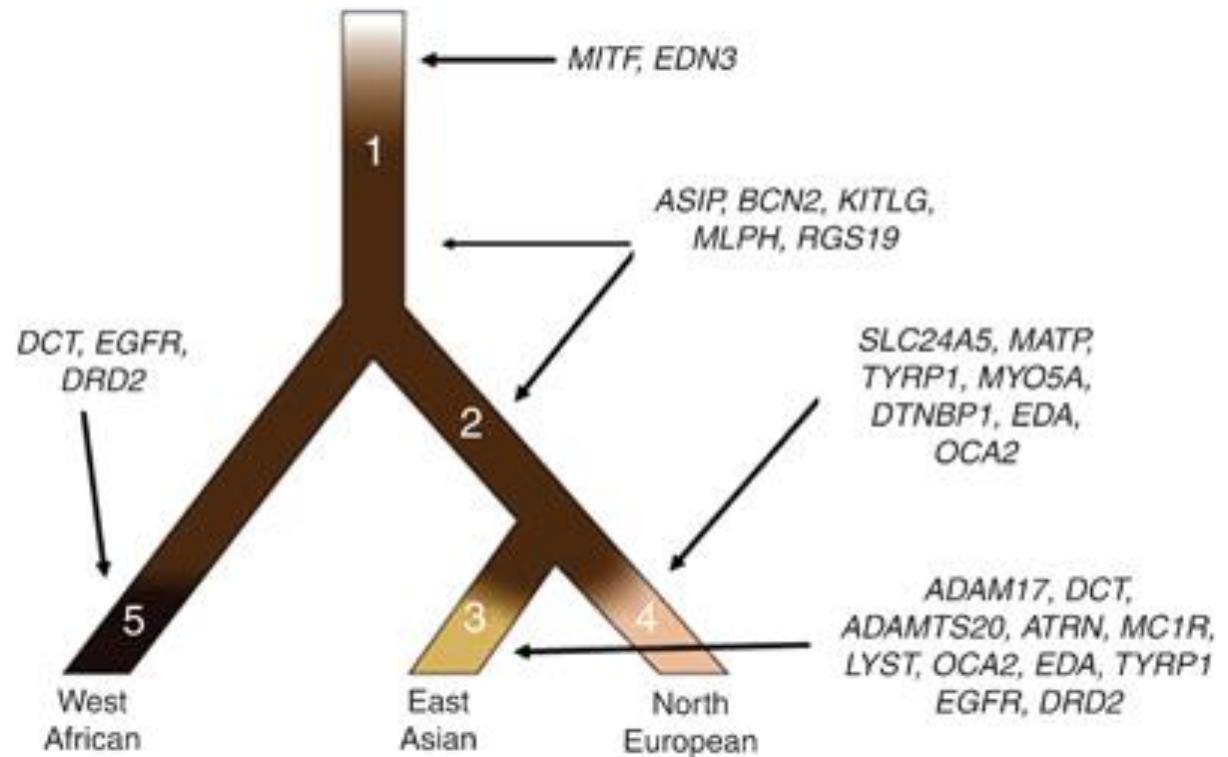 MITF, EDN3
1
ASIP, BCN2, KITLG,
MLPH, RGS19
DCT, EGFR,
DRD2
2
SLC24A5, MATP,
TYRP1, MYO5A,
DTNBP1, EDA,
OCA2
5
3
4
ADAM17, DCT,
ADAMTS20, ATRN, MC1R,
LYST, OCA2, EDA, TYRP1
EGFR, DRD2
West
African
East
Asian
North
European